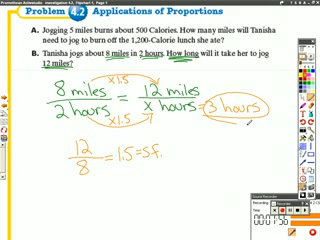 Problem 4.2 Applications of Proportions
A. Jogging 5 miles burns about 500 Calories. How many miles will Tanisha
need to jog to burn off the 1,200-Calorie lunch she ate?
B. Tanisha jogs about 8 miles in 2 hours. How long will it take her to jog
12 miles?
x1.5
8 miles = 12 miles
2 hours x hours = 3 hours
x1.5
12
8 = 1.5 = s.f.
00:01:56